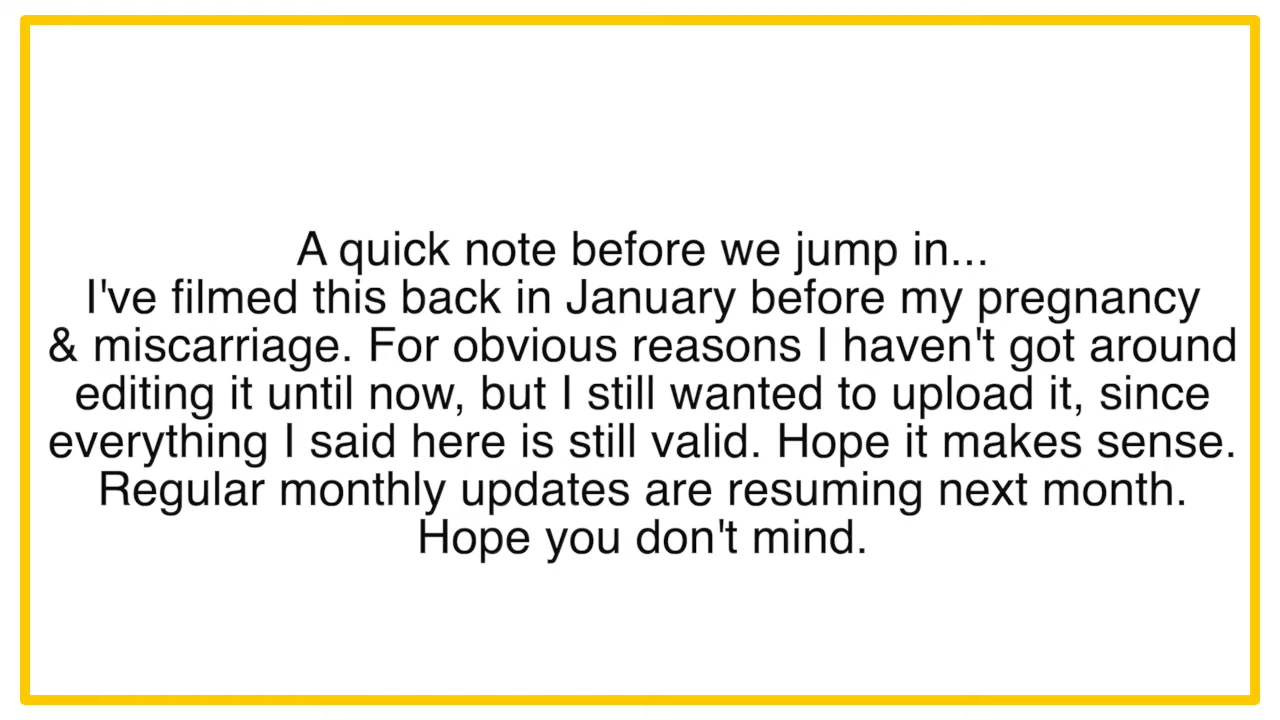 A quick note before we jump in...
I've filmed this back in January before my pregnancy
& miscarriage. For obvious reasons I haven't got around
editing it until now, but I still wanted to upload it, since
everything I said here is still valid. Hope it makes sense.
Regular monthly updates are resuming next month.
Hope you don't mind.